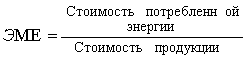 Стоимость потребленн ой
энергии
ЭМЕ =
Стоимость продукции